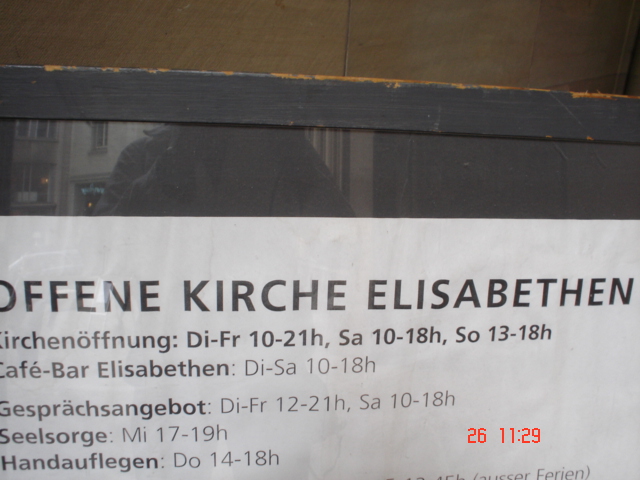 OFFENE KIRCHE ELISABETHEN
Kirchenöffnung: Di-Fr 10-21h, Sa 10-18h, So 13-18h
Café-Bar Elisabethen: Di-Sa 10-18h
Gesprächsangebot: Di-Fr 12-21h, Sa 10-18h
Seelsorge: Mi 17-19h
Handauflegen: Do 14-18h
(ausser Ferien)
26 11:29